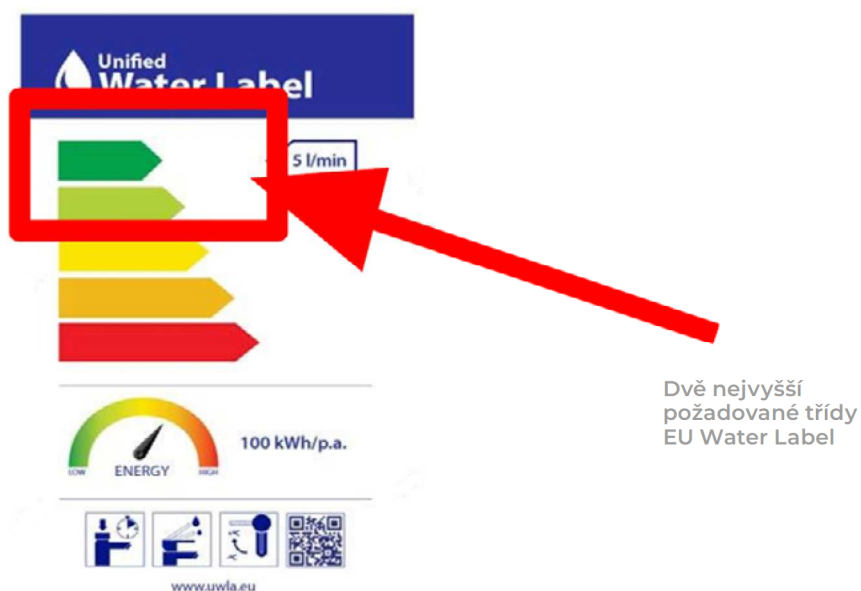 Unified
Water Label
5 l/min
LOW
ENERGY
HIGH
100 kWh/p.a.
www.uwla.eu
Dvě nejvyšší
požadované třídy
EU Water Label